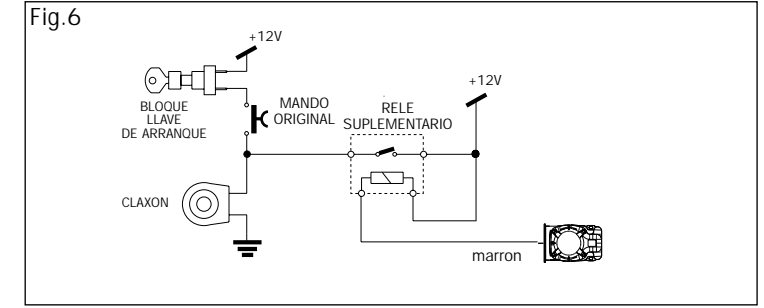 Fig.6
+12V
+12V
BLOQUE
LLAVE
DE ARRANQUE
MANDO
ORIGINAL
RELE
SUPLEMENTARIO
CLAXON
marron